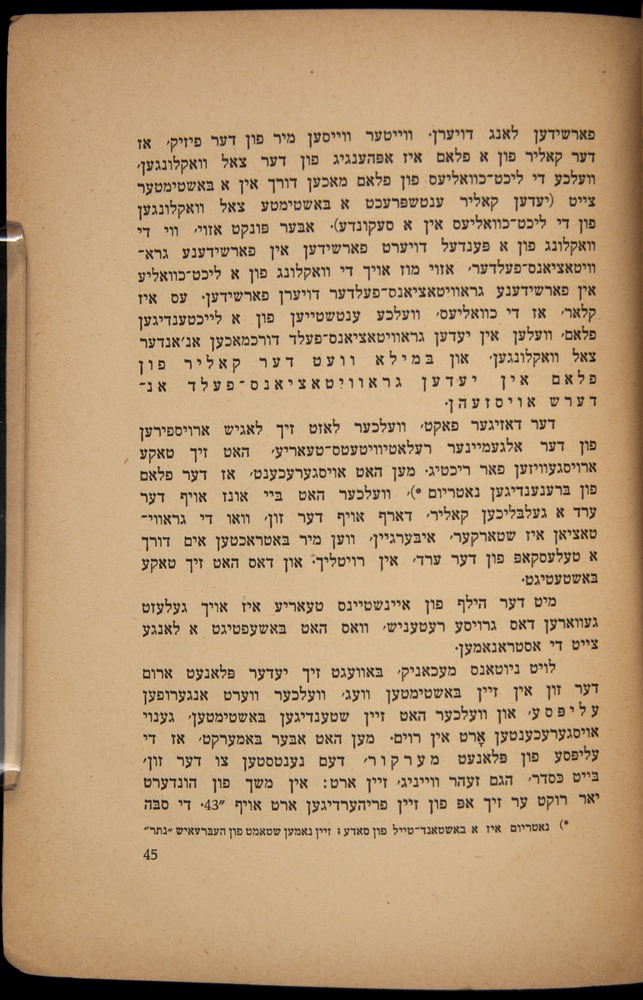 פארשידען לאנג דויערן. ווייטער ווייסען מיר פון דער פיזיק, אז
דער קאליר פון א פלאם איז אפהענגיג פון דער צאל וואקלונגען,
וועלכע די ליכט־כוואליעס פון פלאם מאכען דורך אין א באשטימטער
צייט (יעדען קאליר ענטשפרעכט א באשטימטע צאל וואקלונגען
פון די ליכט־כוואליעס אין א סעקונדע). אבער פונקט אזוי, ווי די
וואקלונג פון א פענדעל דויערט פארשידען אין פארשידענע גרא־
וויטאציאנס־פעלדער, אזוי מוז אויך די וואקלונג פון א ליכט־כוואליע
אין פארשידענע גראוויטאציאנס־פעלדער דויערן פארשידען. עס איז
קלאר, אז די כוואליעס, וועלכע ענטשטייען פון א לייכטענדיגען
פלאם, וועלען אין יעדען גראוויטאציאנס־פעלד דורכמאכען אנ׳אנדער
צאל וואקלונגען, און במילא וועט דער קאליר פון
פלאם אין יעדען גראוויטאציאנס־פעלד אנ־
דערש אויסזעהן.
דער דאזיגער פאקט, וועלכער לאזט זיך לאגיש ארויספירען
פון דער אלגעמיינער רעלאטיוויטעטס־טעאריע, האט זיך טאקע
ארויסגעוויזען פאר ריכטיג. מען האט אויסגערעכענט, אז דער פלאם
פון ברענענדיגען נאטריום *), וועלכער האט ביי אונז אויף דער
ערד א געלבליכען קאליר, דארף אויף דער זון, וואו די גראווי־
טאציאן איז שטארקער, איבערגיין, ווען מיר באטראכטען אים דורך
א טעלעסקאפ פון דער ערד, אין רויטליך. און דאס האט זיך טאקע
באשטעטיגט.
מיט דער הילף פון איינשטיינס טעאריע איז אויך געלעזט
געווארען דאס גרויסע רעטעניש, וואס האט באשעפטיגט א לאנגע
צייט די אסטראנאמען.
לויט ניוטאנס מעכאניק, באוועגט זיך יעדער פלאנעט ארום
דער זון אין זיין באשטימטען וועג, וועלכער ווערט אנגערופען
עליפסע, און וועלכער האט זיין שטענדיגען באשטימטען, גענוי
אויסגערעכענטען אָרט אין רוים. מען האט אבער באמערקט, אז די
עליפסע פון פלאנעט מערקור, דעם נעגטסטען צו דער זון,
בייט כסדר, הגם זעהר ווייניג, זיין ארט: אין משך פון הונדערט
יאר רוקט ער זיך אפ פון זיין פריהערדיגען ארט אויף 43״. די סבה
*) נאטריום איז א באשטאנד־טייל פון סאדע; זיין נאמען שטאמט פון העברעאיש ״נתר״
45